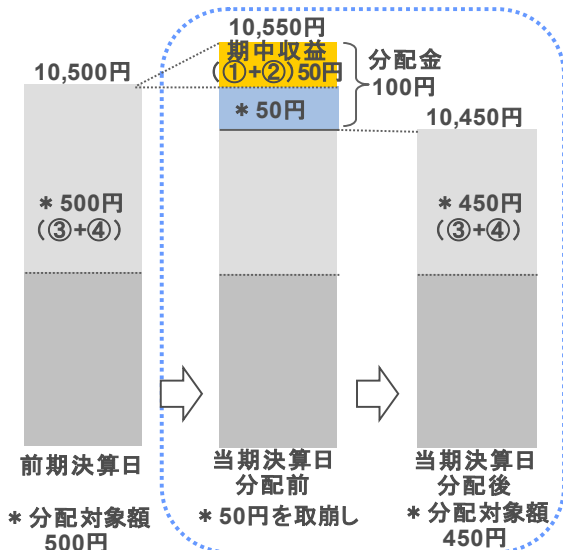 10,500円
＊500円
（③+④）
前期決算日
＊分配対象額
500円
10,550円
期中収益
（①+②）50円
＊50円
分配金
100円
当期決算日
分配前
＊50円を取崩し
10,450円
＊450円
（③+④）
当期決算日
分配後
＊分配対象額
450円